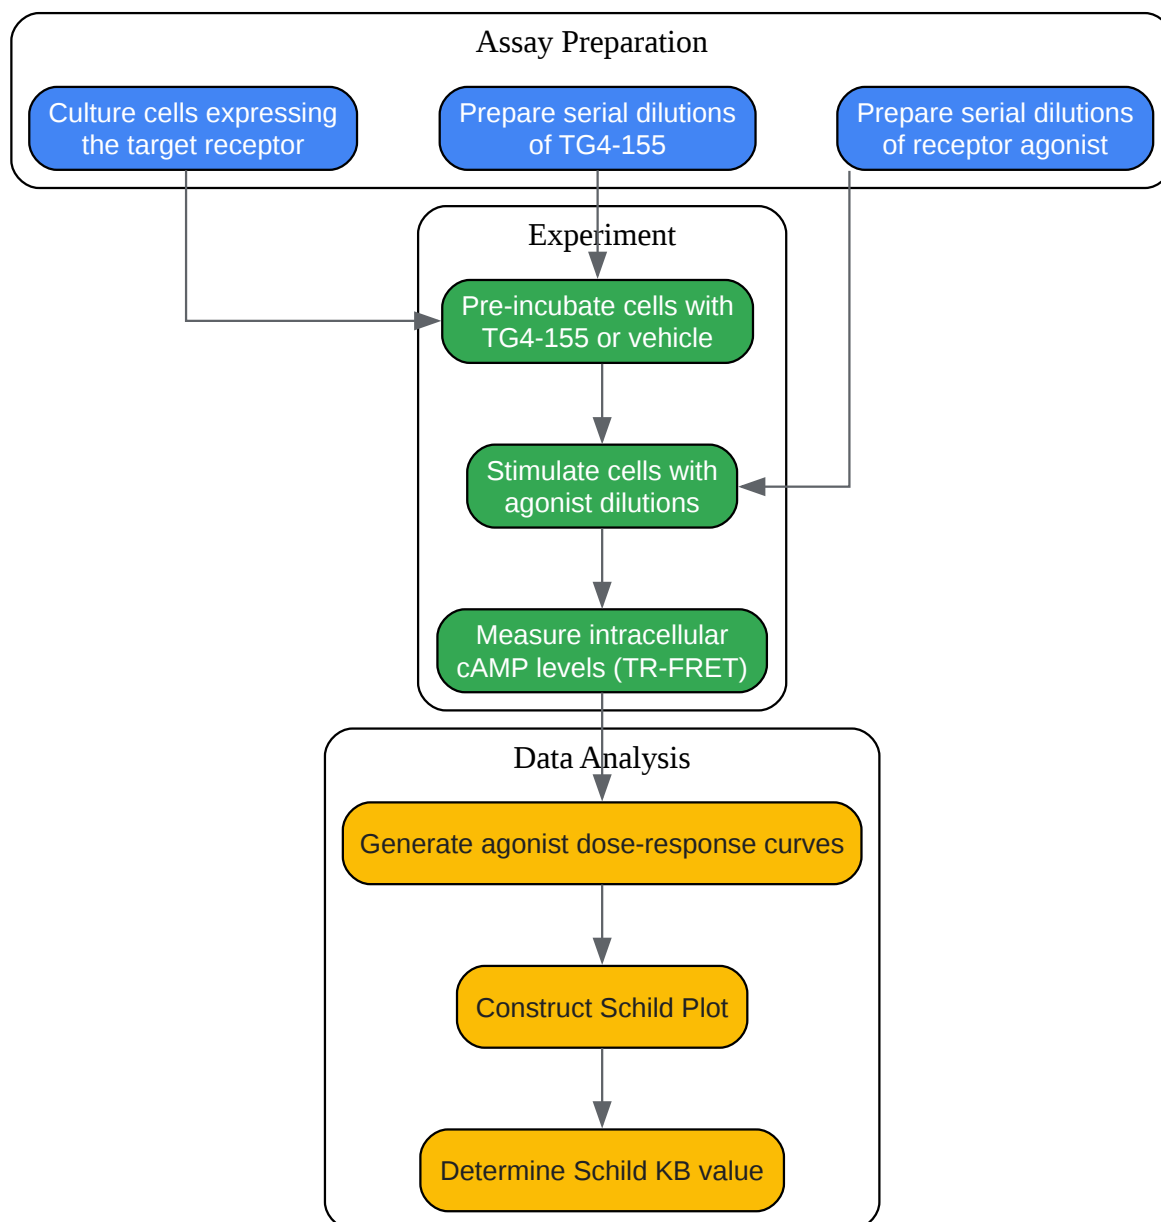 Assay Preparation
Culture cells expressing
the target receptor
Prepare serial dilutions
of TG4-155
Prepare serial dilutions
of receptor agonist
Experiment
Pre-incubate cells with
TG4-155 or vehicle
Stimulate cells with
agonist dilutions
Measure intracellular
cAMP levels (TR-FRET)
Data Analysis
Generate agonist dose-response curves
Construct Schild Plot
Determine Schild KB value